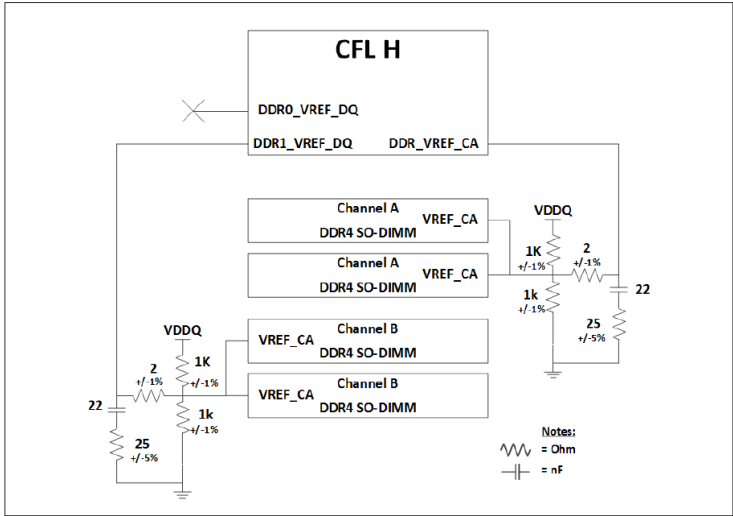 CFL H
DDR0_VREF_DQ
DDR1_VREF_DQ DDR_VREF_CA
Channel A
VREF_CA
DDR4 SO-DIMM
Channel A
VREF_CA
DDR4 SO-DIMM
VDDQ
1K
+/-1%
2
+/-1%
1k
+/-1%
22
25
+/-5%
Channel B
VREF_CA
DDR4 SO-DIMM
Channel B
VREF_CA
DDR4 SO-DIMM
VDDQ
2
+/-1%
1K
+/-1%
22
1k
+/-1%
25
+/-5%
Notes:
= Ohm
= nF